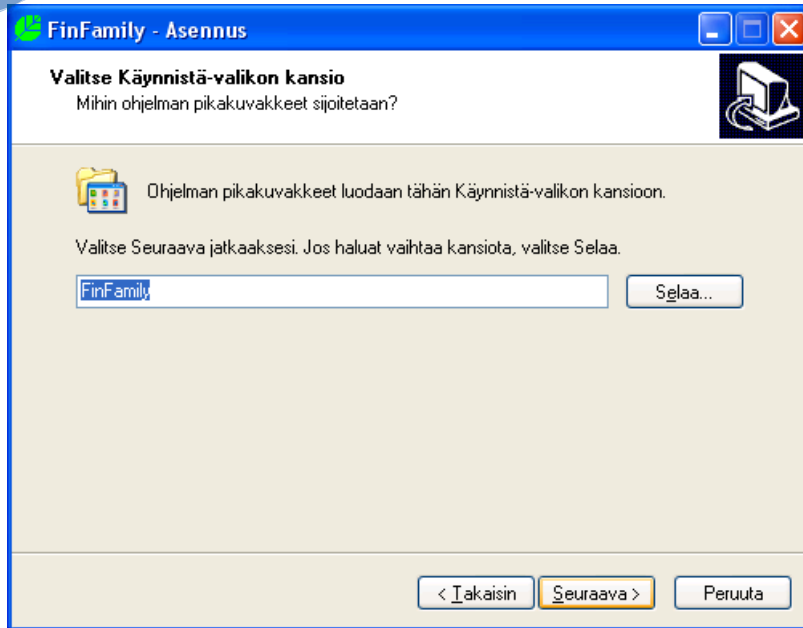 FinFamily - Asennus
Valitse Käynnistä-valikon kansio
Mihin ohjelman pikakuvakkeet sijoitetaan?
Ohjelman pikakuvakkeet luodaan tähän Käynnistä-valikon kansioon.
Valitse Seuraava jatkaaksesi. Jos haluat vaihtaa kansiota, valitse Selaa.
FinFamily
Selaa...
< Takaisin
Seuraava >
Peruuta